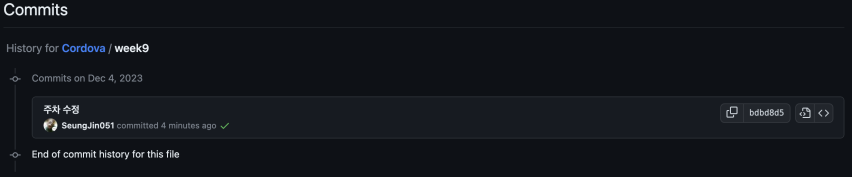 Commits
History for Cordova / week9
Commits on Dec 4, 2023
주차 수정
SeungJin051 committed 4 minutes ago
bdbd8d5
End of commit history for this file